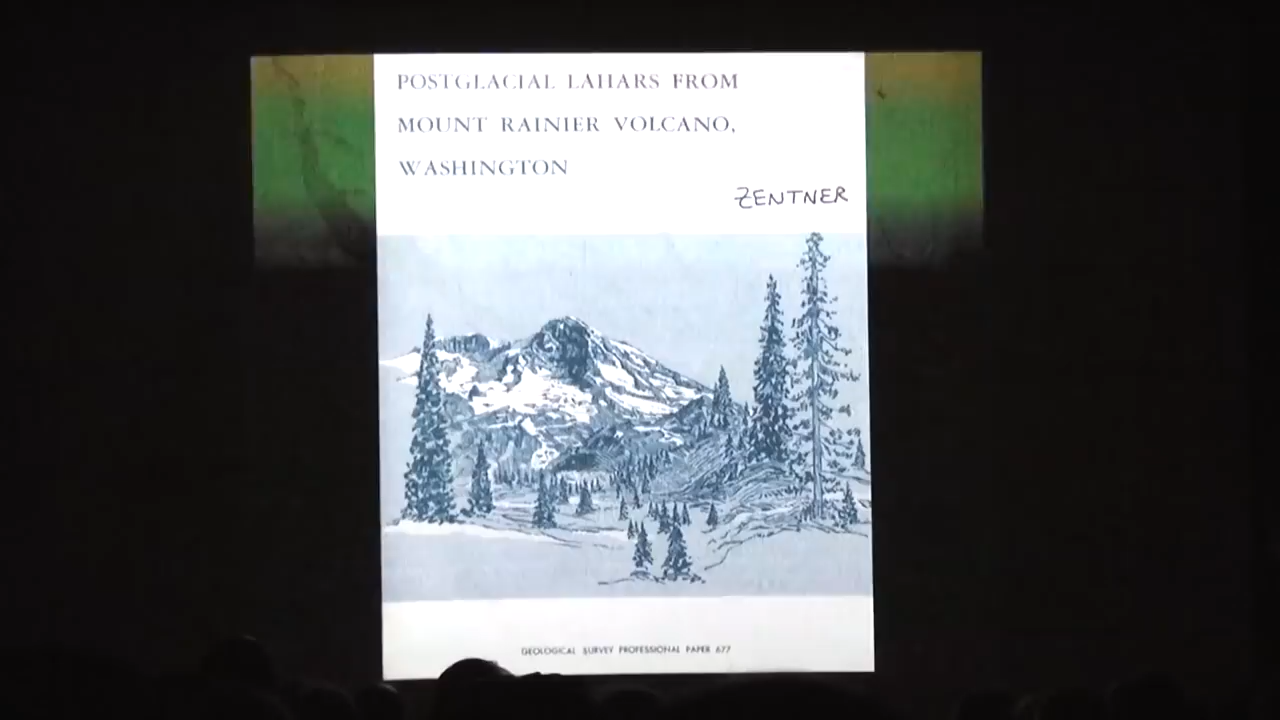 POSTGLACIAL LAHARS FROM
MOUNT RAINIER VOLCANO,
WASHINGTON
ZENTNER
GEOLOGICAL SURVEY PROFESSIONAL PAPER 677